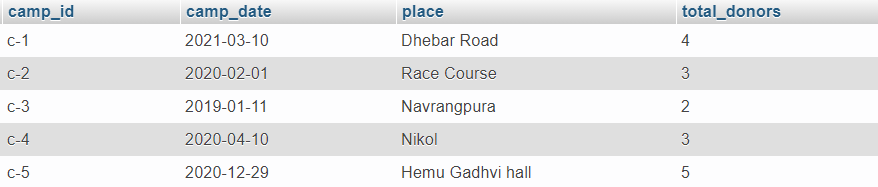 camp_id camp_date place total_donors
c-1 2021-03-10 Dhebar Road 4
c-2 2020-02-01 Race Course 3
c-3 2019-01-11 Navrangpura 2
c-4 2020-04-10 Nikol 3
c-5 2020-12-29 Hemu Gadhvi hall 5